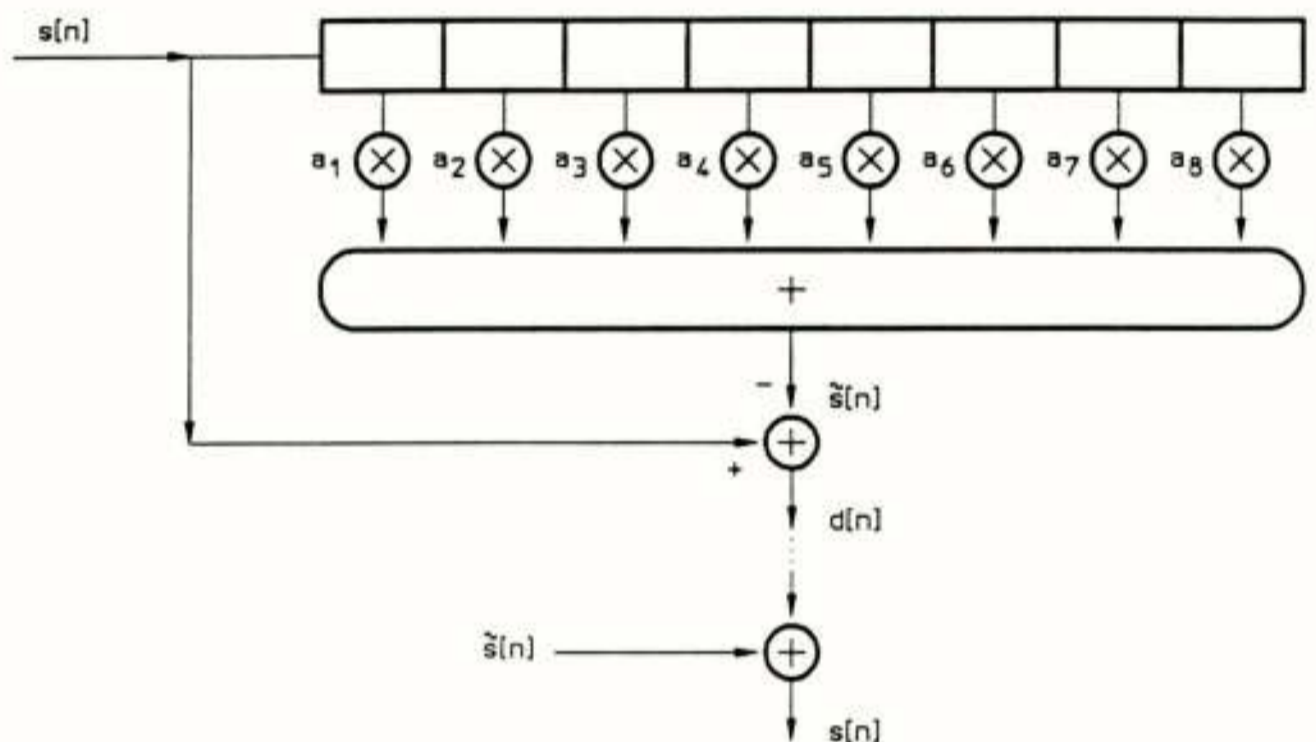 s[n]
a₁ a₂ a₃ a₄ a₅ a₆ a₇ a₈
+
− s̃[n]
+
+
d[n]
s̃[n] +
s[n]